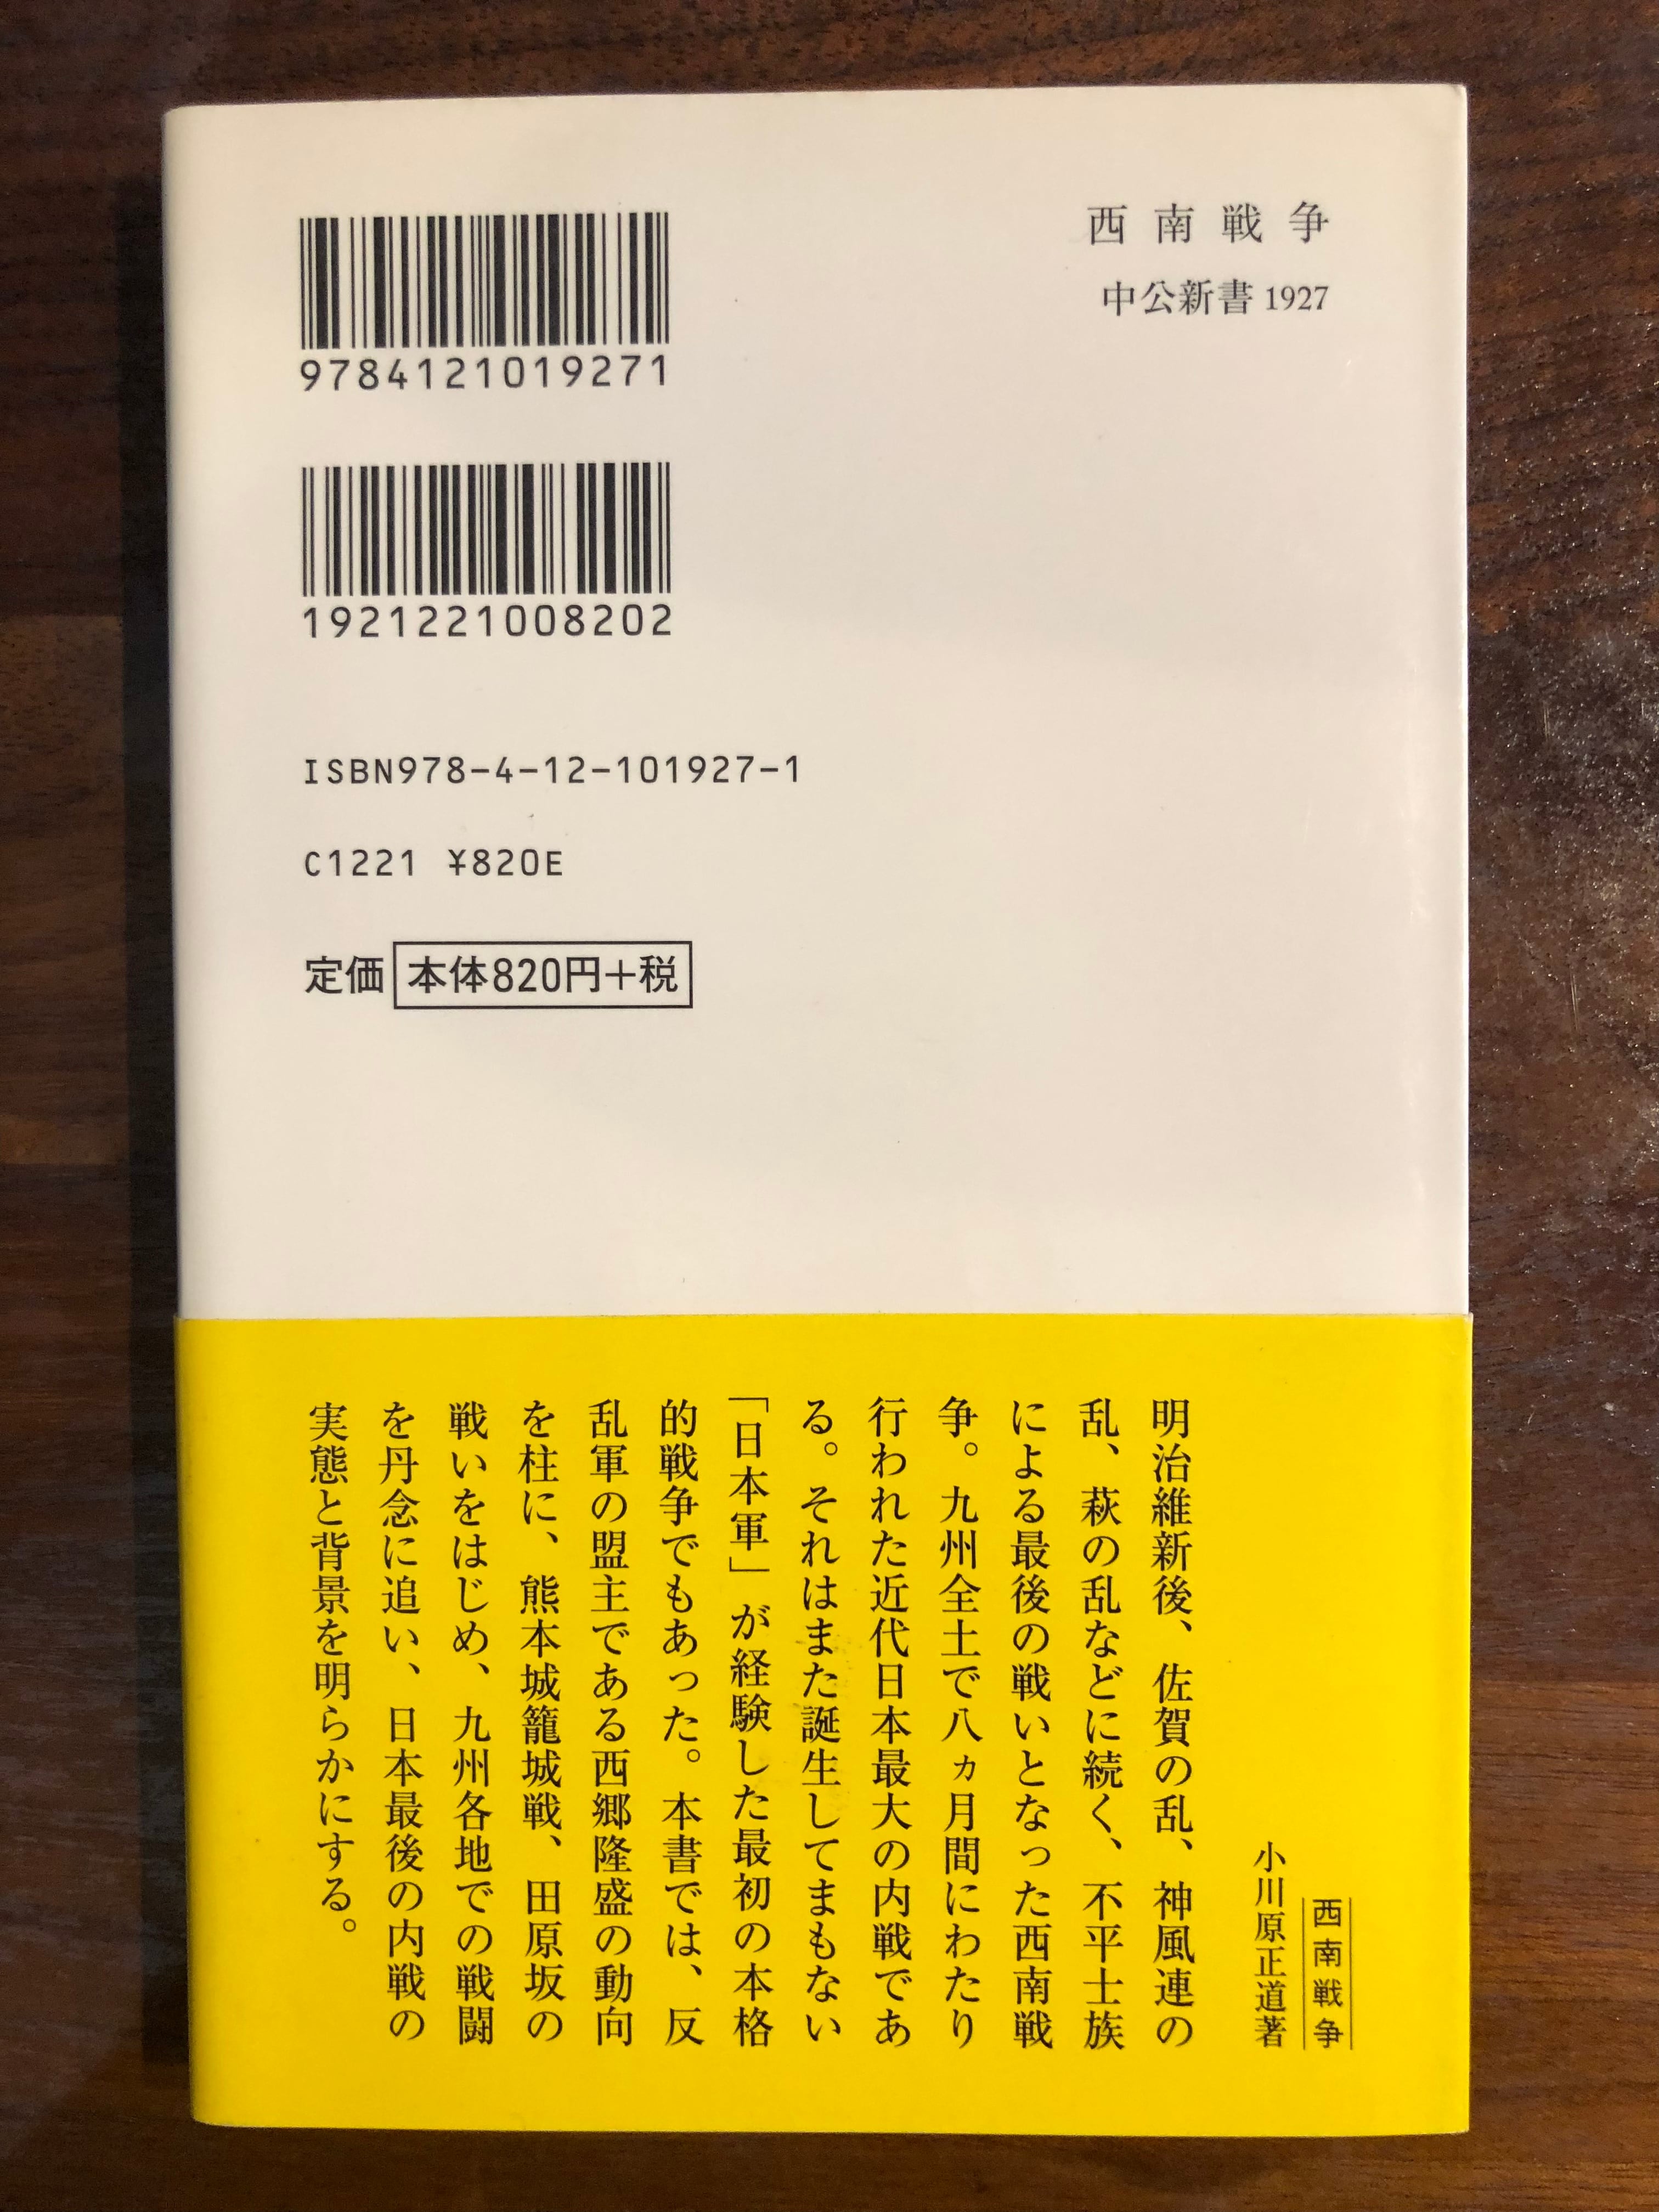 西南戦争
中公新書 1927
9784121019271
1921221008202
ISBN978-4-12-101927-1
C1221 ¥820E
定価 本体820円+税
西南戦争
小川原正道著
明治維新後、佐賀の乱、神風連の
乱、萩の乱などに続く、不平士族
による最後の戦いとなった西南戦
争。九州全土で八ヵ月間にわたり
行われた近代日本最大の内戦であ
る。それはまた誕生してまもない
「日本軍」が経験した最初の本格
的戦争でもあった。本書では、反
乱軍の盟主である西郷隆盛の動向
を柱に、熊本城籠城戦、田原坂の
戦いをはじめ、九州各地での戦闘
を丹念に追い、日本最後の内戦の
実態と背景を明らかにする。